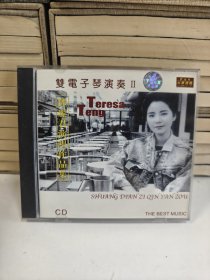 雙電子琴演奏 II
Teresa
Teng
SHUANG DIAN ZI QIN YAN ZOU
CD
THE BEST MUSIC